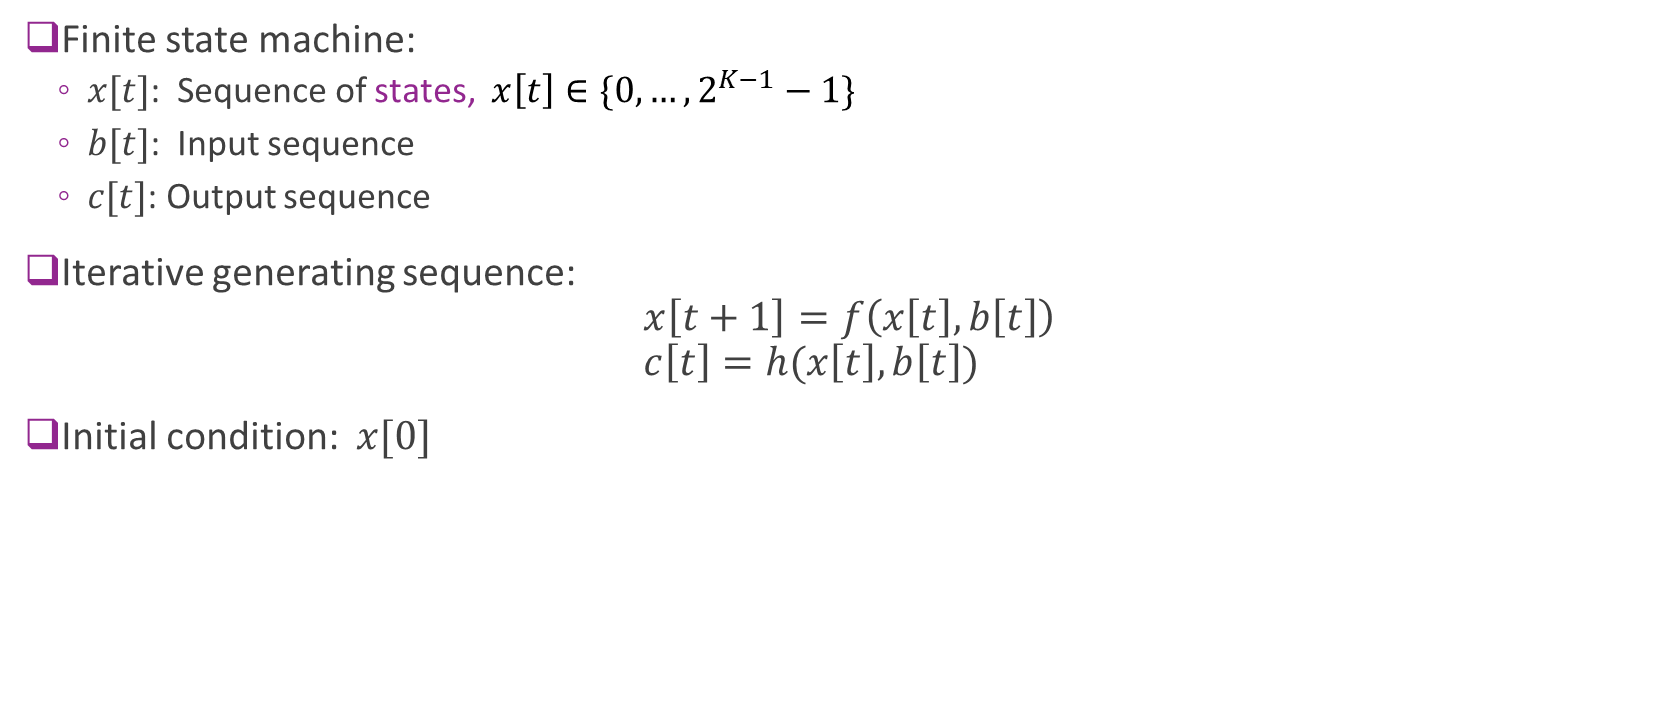 ❑Finite state machine:
◦ x[t]: Sequence of states, x[t] ∈ {0, … , 2^{K−1} − 1}
◦ b[t]: Input sequence
◦ c[t]: Output sequence
❑Iterative generating sequence:
x[t + 1] = f(x[t], b[t])
c[t] = h(x[t], b[t])
❑Initial condition: x[0]